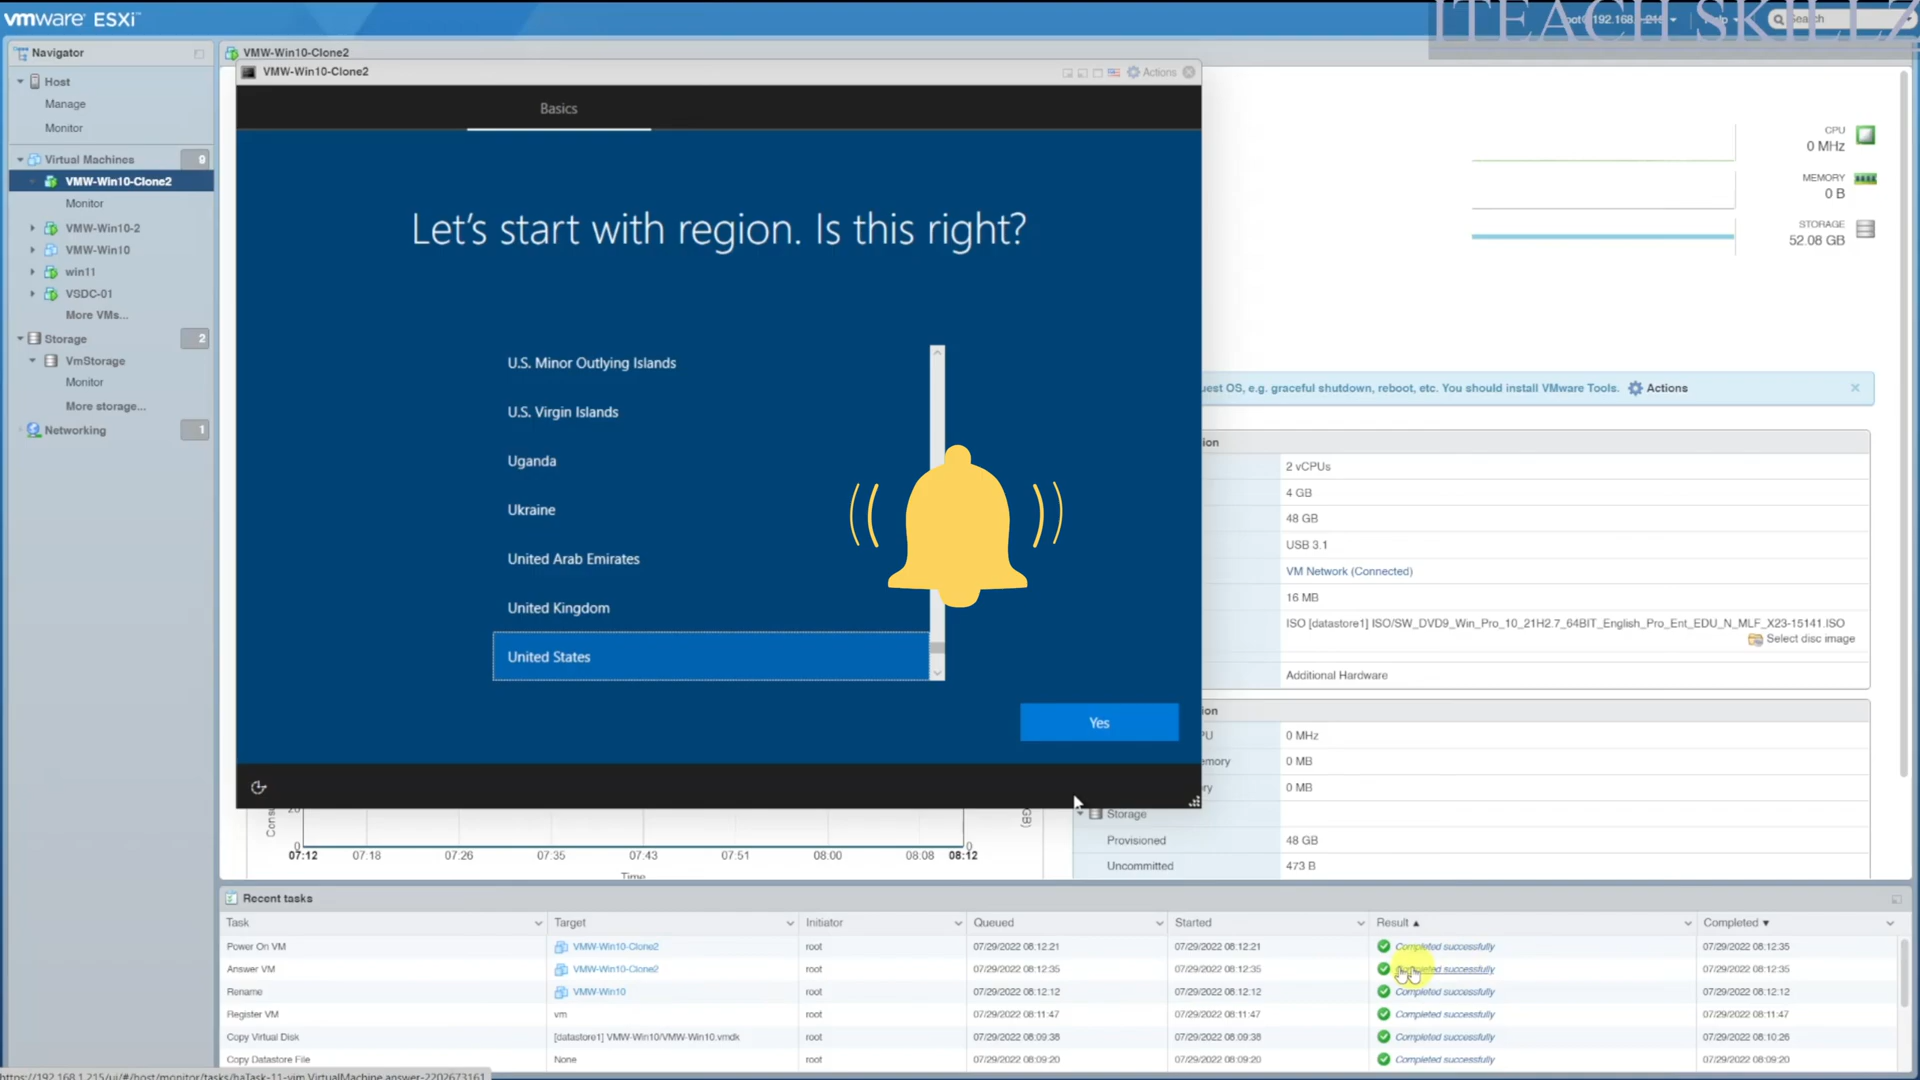 vmware ESXi
ITEACH SKILLZ
Navigator
Host
Manage
Monitor
Virtual Machines 9
VMW-Win10-Clone2
Monitor
VMW-Win10-2
VMW-Win10
win11
VSDC-01
More VMs...
Storage 2
VmStorage
Monitor
More storage...
Networking 1
VMW-Win10-Clone2
VMW-Win10-Clone2
Actions
Basics
Let's start with region. Is this right?
U.S. Minor Outlying Islands
U.S. Virgin Islands
Uganda
Ukraine
United Arab Emirates
United Kingdom
United States
Yes
CPU
0 MHz
MEMORY
0 B
STORAGE
52.08 GB
OS, e.g. graceful shutdown, reboot, etc. You should install VMware Tools. Actions
2 vCPUs
4 GB
48 GB
USB 3.1
VM Network (Connected)
16 MB
ISO [datastore1] ISO/SW_DVD9_Win_Pro_10_21H2.7_64BIT_English_Pro_Ent_EDU_N_MLF_X23-15141.ISO
Select disc image
Additional Hardware
0 MHz
0 MB
0 MB
Storage
Provisioned 48 GB
Uncommitted 473 B
0 0
07:12 07:18 07:26 07:35 07:43 07:51 08:00 08:08 08:12
Time
Recent tasks
Task Target Initiator Queued Started Result Completed
Power On VM VMW-Win10-Clone2 root 07/29/2022 08:12:21 07/29/2022 08:12:21 Completed successfully 07/29/2022 08:12:35
Answer VM VMW-Win10-Clone2 root 07/29/2022 08:12:35 07/29/2022 08:12:35 Completed successfully 07/29/2022 08:12:35
Rename VMW-Win10 root 07/29/2022 08:12:12 07/29/2022 08:12:12 Completed successfully 07/29/2022 08:12:12
Register VM vm root 07/29/2022 08:11:47 07/29/2022 08:11:47 Completed successfully 07/29/2022 08:11:47
Copy Virtual Disk [datastore1] VMW-Win10/VMW-Win10.vmdk root 07/29/2022 08:09:38 07/29/2022 08:09:38 Completed successfully 07/29/2022 08:10:26
Copy Datastore File None root 07/29/2022 08:09:20 07/29/2022 08:09:20 Completed successfully 07/29/2022 08:09:20